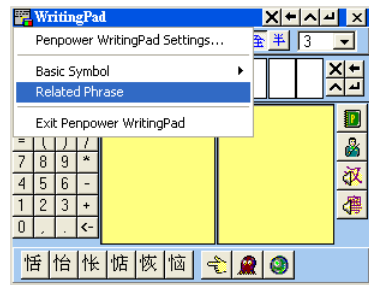 WritingPad
Penpower WritingPad Settings...
全 半 3
Basic Symbol
Related Phrase
Exit Penpower WritingPad
= ( ) /
7 8 9 *
4 5 6 -
1 2 3 +
0 , . <-
恬 怡 怅 惦 恢 恼